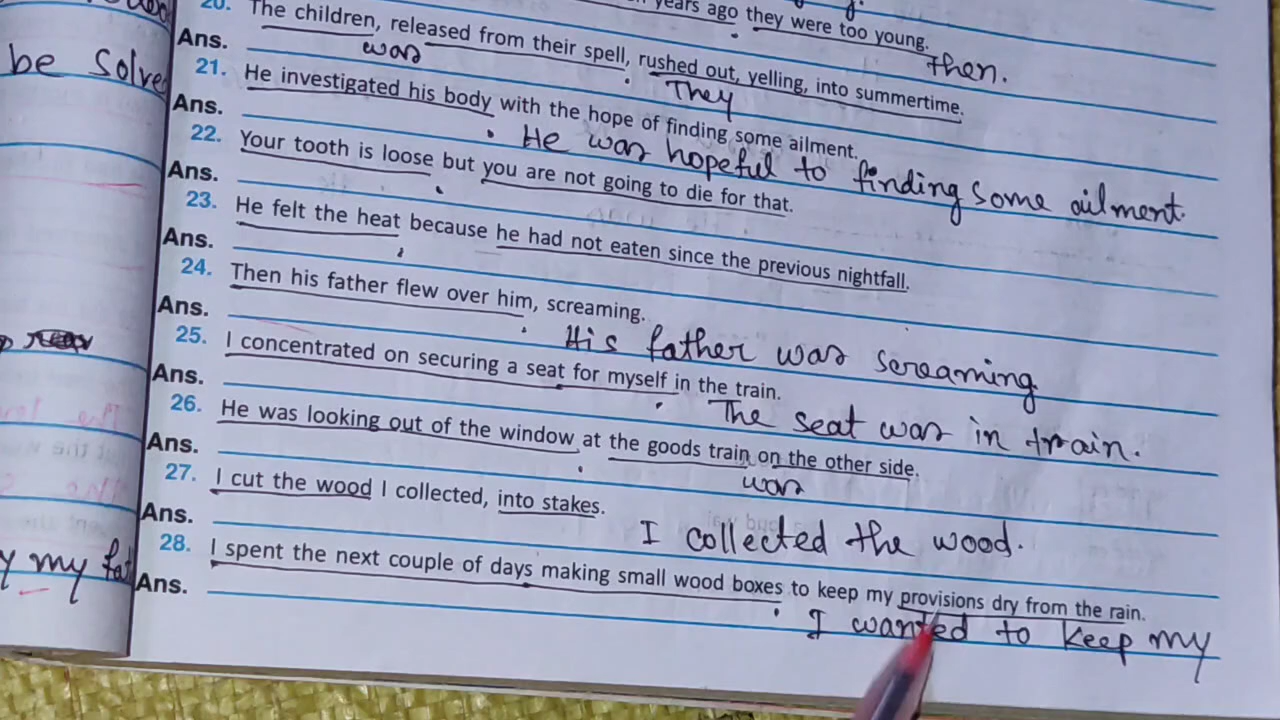 years ago they were too young.
then.
20. The children, released from their spell, rushed out, yelling, into summertime.
Ans. was They
21. He investigated his body with the hope of finding some ailment.
Ans. . He was hopeful to finding some ailment.
22. Your tooth is loose but you are not going to die for that.
Ans.
23. He felt the heat because he had not eaten since the previous nightfall.
Ans.
24. Then his father flew over him, screaming.
Ans. . His father was screaming
25. I concentrated on securing a seat for myself in the train.
Ans. . The seat was in train.
26. He was looking out of the window at the goods train on the other side.
Ans. . was
27. I cut the wood I collected, into stakes.
Ans. I collected the wood.
28. I spent the next couple of days making small wood boxes to keep my provisions dry from the rain.
Ans. . I wanted to keep my
be solve
y my fat